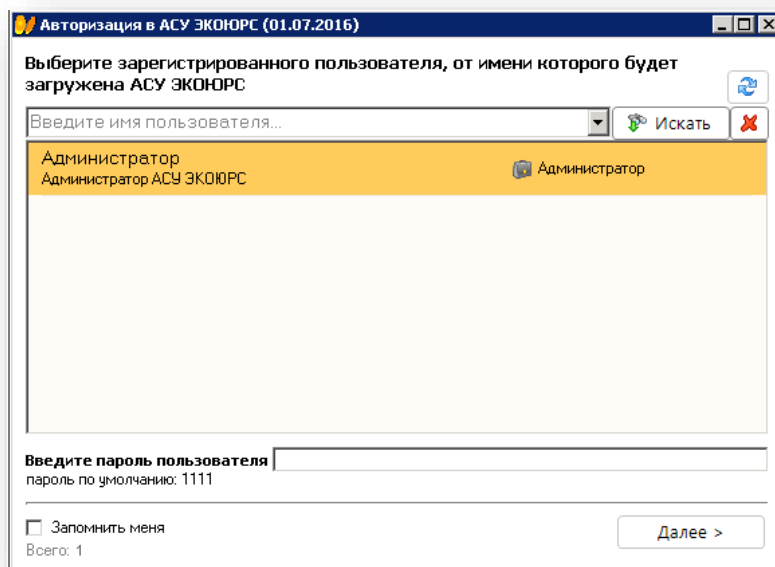 Авторизация в АСУ ЭКОЮРС (01.07.2016)
Выберите зарегистрированного пользователя, от имени которого будет
загружена АСУ ЭКОЮРС
Введите имя пользователя...
Искать
Администратор
Администратор АСУ ЭКОЮРС
Администратор
Введите пароль пользователя
пароль по умолчанию: 1111
Запомнить меня
Далее >
Всего: 1